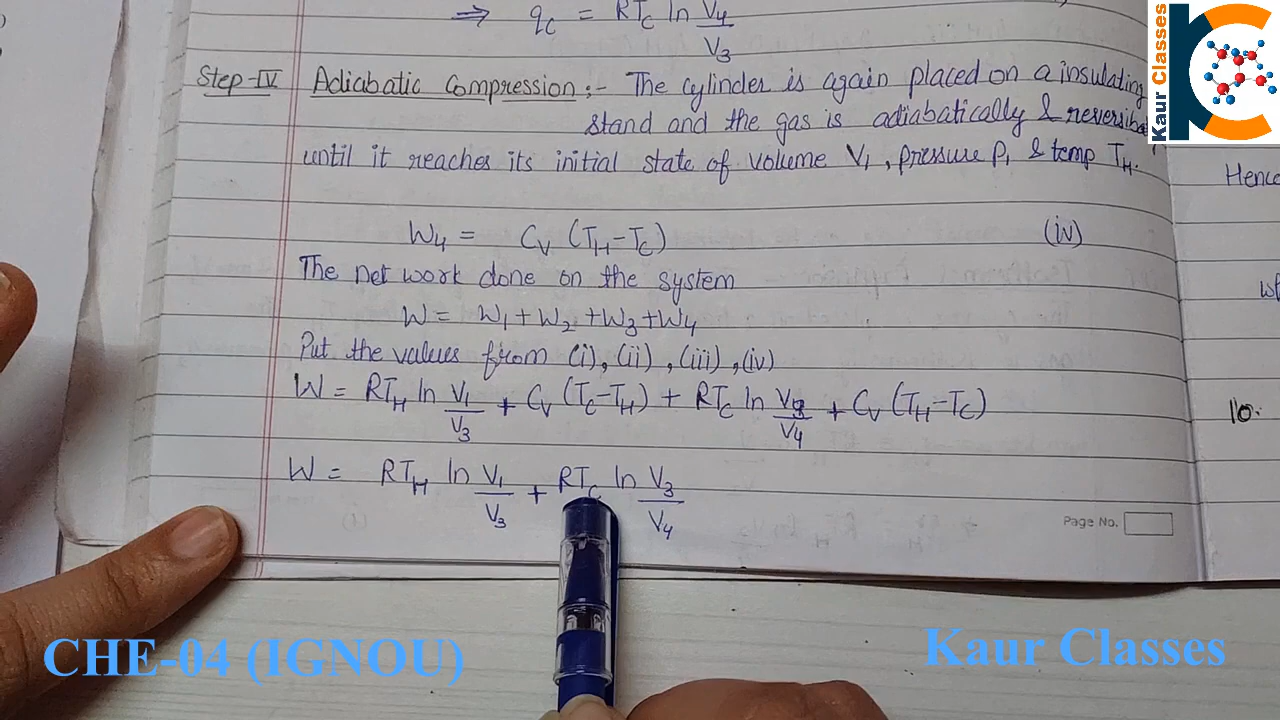 ⇒ qc = RTc ln V4/V3
Step-IV Adiabatic Compression :- The cylinder is again placed on a insulating
stand and the gas is adiabatically & reversib
until it reaches its initial state of volume V1, pressure P1 & temp TH.
W4 = CV (TH-TC) (iv)
The net work done on the system
W = W1 + W2 + W3 + W4
Put the values from (i), (ii), (iii), (iv)
W = RTH ln V1/V3 + CV (TC-TH) + RTC ln V3/V4 + CV (TH-TC)
W = RTH ln V1/V3 + RTC ln V3/V4
Page No.
Hence
10.
Kaur Classes
CHE-04 (IGNOU)
Kaur Classes